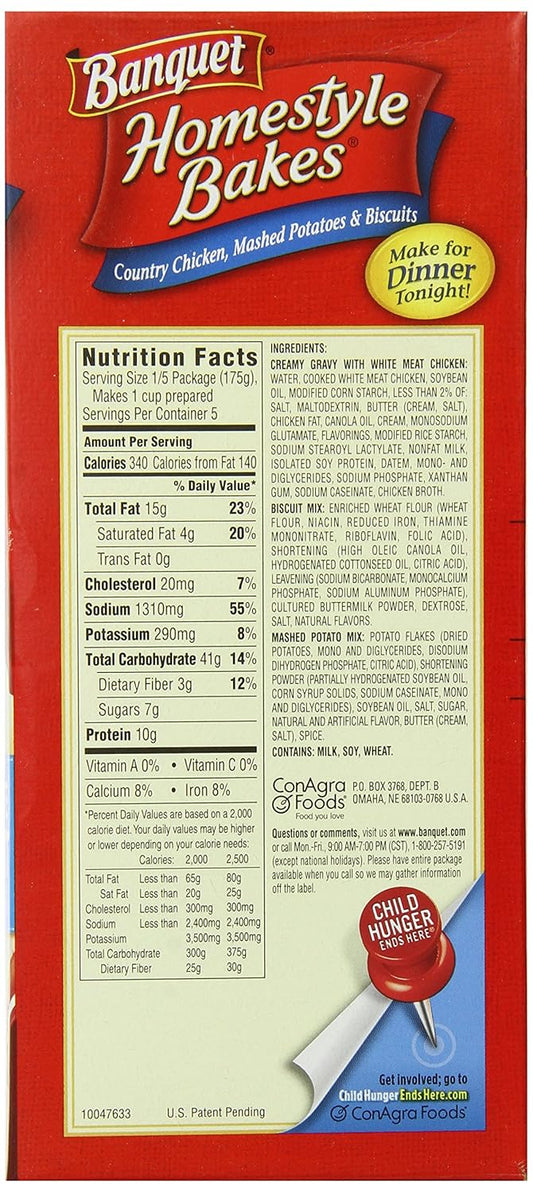 Banquet®
Homestyle
Bakes®
Country Chicken, Mashed Potatoes & Biscuits
Make for
Dinner
Tonight!
Nutrition Facts
Serving Size 1/5 Package (175g),
Makes 1 cup prepared
Servings Per Container 5
Amount Per Serving
Calories 340 Calories from Fat 140
% Daily Value*
Total Fat 15g 23%
Saturated Fat 4g 20%
Trans Fat 0g
Cholesterol 20mg 7%
Sodium 1310mg 55%
Potassium 290mg 8%
Total Carbohydrate 41g 14%
Dietary Fiber 3g 12%
Sugars 7g
Protein 10g
Vitamin A 0% • Vitamin C 0%
Calcium 8% • Iron 8%
*Percent Daily Values are based on a 2,000
calorie diet. Your daily values may be higher
or lower depending on your calorie needs:
Calories: 2,000 2,500
Total Fat Less than 65g 80g
Sat Fat Less than 20g 25g
Cholesterol Less than 300mg 300mg
Sodium Less than 2,400mg 2,400mg
Potassium 3,500mg 3,500mg
Total Carbohydrate 300g 375g
Dietary Fiber 25g 30g
10047633 U.S. Patent Pending
INGREDIENTS:
CREAMY GRAVY WITH WHITE MEAT CHICKEN:
WATER, COOKED WHITE MEAT CHICKEN, SOYBEAN
OIL, MODIFIED CORN STARCH, LESS THAN 2% OF:
SALT, MALTODEXTRIN, BUTTER (CREAM, SALT),
CHICKEN FAT, CANOLA OIL, CREAM, MONOSODIUM
GLUTAMATE, FLAVORINGS, MODIFIED RICE STARCH,
SODIUM STEAROYL LACTYLATE, NONFAT MILK,
ISOLATED SOY PROTEIN, DATEM, MONO- AND
DIGLYCERIDES, SODIUM PHOSPHATE, XANTHAN
GUM, SODIUM CASEINATE, CHICKEN BROTH.
BISCUIT MIX: ENRICHED WHEAT FLOUR (WHEAT
FLOUR, NIACIN, REDUCED IRON, THIAMINE
MONONITRATE, RIBOFLAVIN, FOLIC ACID),
SHORTENING (HIGH OLEIC CANOLA OIL,
HYDROGENATED COTTONSEED OIL, CITRIC ACID),
LEAVENING (SODIUM BICARBONATE, MONOCALCIUM
PHOSPHATE, SODIUM ALUMINUM PHOSPHATE),
CULTURED BUTTERMILK POWDER, DEXTROSE,
SALT, NATURAL FLAVORS.
MASHED POTATO MIX: POTATO FLAKES (DRIED
POTATOES, MONO AND DIGLYCERIDES, DISODIUM
DIHYDROGEN PHOSPHATE, CITRIC ACID), SHORTENING
POWDER (PARTIALLY HYDROGENATED SOYBEAN OIL,
CORN SYRUP SOLIDS, SODIUM CASEINATE, MONO
AND DIGLYCERIDES), SOYBEAN OIL, SALT, SUGAR,
NATURAL AND ARTIFICIAL FLAVOR, BUTTER (CREAM,
SALT), SPICE.
CONTAINS: MILK, SOY, WHEAT.
ConAgra
Foods®
Food you love
P.O. BOX 3768, DEPT. B
OMAHA, NE 68103-0768 U.S.A.
Questions or comments, visit us at www.banquet.com
or call Mon.-Fri., 9:00 AM-7:00 PM (CST), 1-800-257-5191
(except national holidays). Please have entire package
available when you call so we may gather information
off the label.
CHILD
HUNGER
ENDS HERE®
Get involved; go to
ChildHungerEndsHere.com
ConAgra Foods®